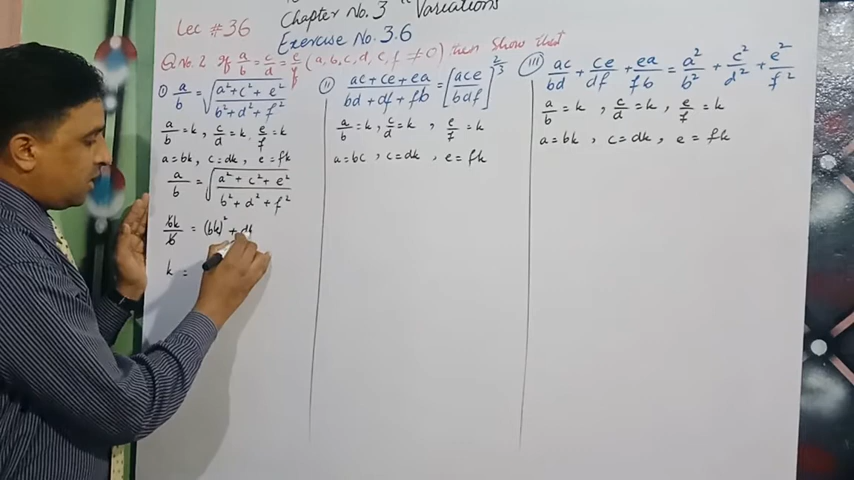 Chapter No. 3 Variations
Lec #36
Exercise No. 3.6
Q No. 2 If a/b = c/d = e/f (a, b, c, d, e, f ≠ 0) then show that
(i) a/b = √((a²+c²+e²)/(b²+d²+f²))
a/b = k, c/d = k, e/f = k
a = bk, c = dk, e = fk
a/b = √((a²+c²+e²)/(b²+d²+f²))
bk/b = (bk)² + dk
k =
(ii) (ac+ce+ea)/(bd+df+fb) = [ace/bdf]^(2/3)
a/b = k, c/d = k, e/f = k
a = bc, c = dk, e = fk
(iii) ac/bd + ce/df + ea/fb = a²/b² + c²/d² + e²/f²
a/b = k, c/d = k, e/f = k
a = bk, c = dk, e = fk